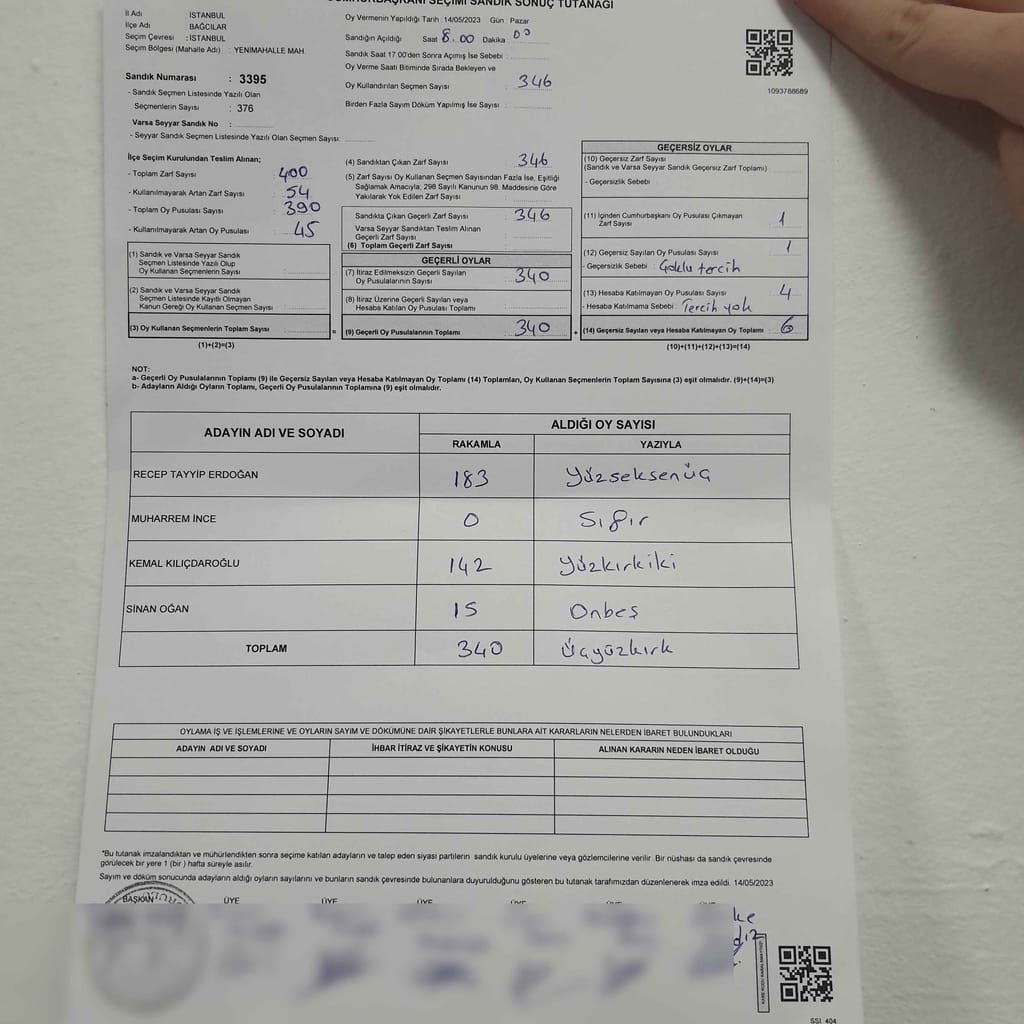 CUMHURBAŞKANI SEÇİMİ SANDIK SONUÇ TUTANAĞI
İl Adı : İSTANBUL
İlçe Adı : BAĞCILAR
Seçim Çevresi : İSTANBUL
Seçim Bölgesi (Mahalle Adı) : YENİMAHALLE MAH.
Sandık Numarası : 3395
- Sandık Seçmen Listesinde Yazılı Olan
Seçmenlerin Sayısı : 376
Varsa Seyyar Sandık No :
- Seyyar Sandık Seçmen Listesinde Yazılı Olan Seçmen Sayısı:
Oy Vermenin Yapıldığı Tarih : 14/05/2023 Gün : Pazar
Sandığın Açıldığı Saat 8.00 Dakika 00
Sandık Saat 17:00'den Sonra Açımış İse Sebebi :
Oy Verme Saati Bitiminde Sırada Bekleyen ve
Oy Kullandırılan Seçmen Sayısı : 346
Birden Fazla Sayım Döküm Yapılmış İse Sayısı :
1093788689
İlçe Seçim Kurulundan Teslim Alınan;
- Toplam Zarf Sayısı : 400
- Kullanılmayarak Artan Zarf Sayısı : 54
- Toplam Oy Pusulası Sayısı : 390
- Kullanılmayarak Artan Oy Pusulası : 45
(1) Sandık ve Varsa Seyyar Sandık
Seçmen Listesinde Yazılı Olup
Oy Kullanan Seçmenlerin Sayısı :
(2) Sandık ve Varsa Seyyar Sandık
Seçmen Listesinde Kayıtlı Olmayan
Kanun Gereği Oy Kullanan Seçmen Sayısı :
(3) Oy Kullanan Seçmenlerin Toplam Sayısı : =
(1)+(2)=(3)
(4) Sandıktan Çıkan Zarf Sayısı : 346
(5) Zarf Sayısı Oy Kullanan Seçmen Sayısından Fazla İse, Eşitliği
Sağlamak Amacıyla; 298 Sayılı Kanunun 98. Maddesine Göre
Yakılarak Yok Edilen Zarf Sayısı :
Sandıkta Çıkan Geçerli Zarf Sayısı : 346
Varsa Seyyar Sandıktan Teslim Alınan
Geçerli Zarf Sayısı :
(6) Toplam Geçerli Zarf Sayısı :
GEÇERLİ OYLAR
(7) İtiraz Edilmeksizin Geçerli Sayılan
Oy Pusulalarının Sayısı : 340
(8) İtiraz Üzerine Geçerli Sayılan veya
Hesaba Katılan Oy Pusulası Toplamı :
(9) Geçerli Oy Pusulalarının Toplamı : 340 +
GEÇERSİZ OYLAR
(10) Geçersiz Zarf Sayısı
(Sandık ve Varsa Seyyar Sandık Geçersiz Zarf Toplamı) :
- Geçersizlik Sebebi :
(11) İçinden Cumhurbaşkanı Oy Pusulası Çıkmayan
Zarf Sayısı : 1
(12) Geçersiz Sayılan Oy Pusulası Sayısı : 1
- Geçersizlik Sebebi : Çoklu tercih
(13) Hesaba Katılmayan Oy Pusulası Sayısı : 4
- Hesaba Katılmama Sebebi : Tercih yok
(14) Geçersiz Sayılan veya Hesaba Katılmayan Oy Toplamı : 6
(10)+(11)+(12)+(13)=(14)
NOT:
a- Geçerli Oy Pusulalarının Toplamı (9) ile Geçersiz Sayılan veya Hesaba Katılmayan Oy Toplamı (14) Toplamları, Oy Kullanan Seçmenlerin Toplam Sayısına (3) eşit olmalıdır. (9)+(14)=(3)
b- Adayların Aldığı Oyların Toplamı, Geçerli Oy Pusulalarının Toplamına (9) eşit olmalıdır.
ADAYIN ADI VE SOYADI
ALDIĞI OY SAYISI
RAKAMLA YAZIYLA
RECEP TAYYİP ERDOĞAN 183 Yüzseksenüç
MUHARREM İNCE 0 Sıfır
KEMAL KILIÇDAROĞLU 142 Yüzkırkiki
SİNAN OĞAN 15 Onbeş
TOPLAM 340 Üçyüzkırk
OYLAMA İŞ VE İŞLEMLERİNE VE OYLARIN SAYIM VE DÖKÜMÜNE DAİR ŞİKAYETLERLE BUNLARA AİT KARARLARIN NELERDEN İBARET BULUNDUKLARI
ADAYIN ADI VE SOYADI İHBAR İTİRAZ VE ŞİKAYETİN KONUSU ALINAN KARARIN NEDEN İBARET OLDUĞU
*Bu tutanak imzalandıktan ve mühürlendikten sonra seçime katılan adayların ve talep eden siyasi partilerin sandık kurulu üyelerine veya gözlemcilerine verilir. Bir nüshası da sandık çevresinde
görülecek bir yere 1 (bir) hafta süreyle asılır.
Sayım ve döküm sonucunda adayların aldığı oyların sayılarını ve bunların sandık çevresinde bulunanlara duyurulduğunu gösteren bu tutanak tarafımızdan düzenlenerek imza edildi. 14/05/2023
BAŞKAN ÜYE ÜYE ÜYE ÜYE ÜYE
SSI 404